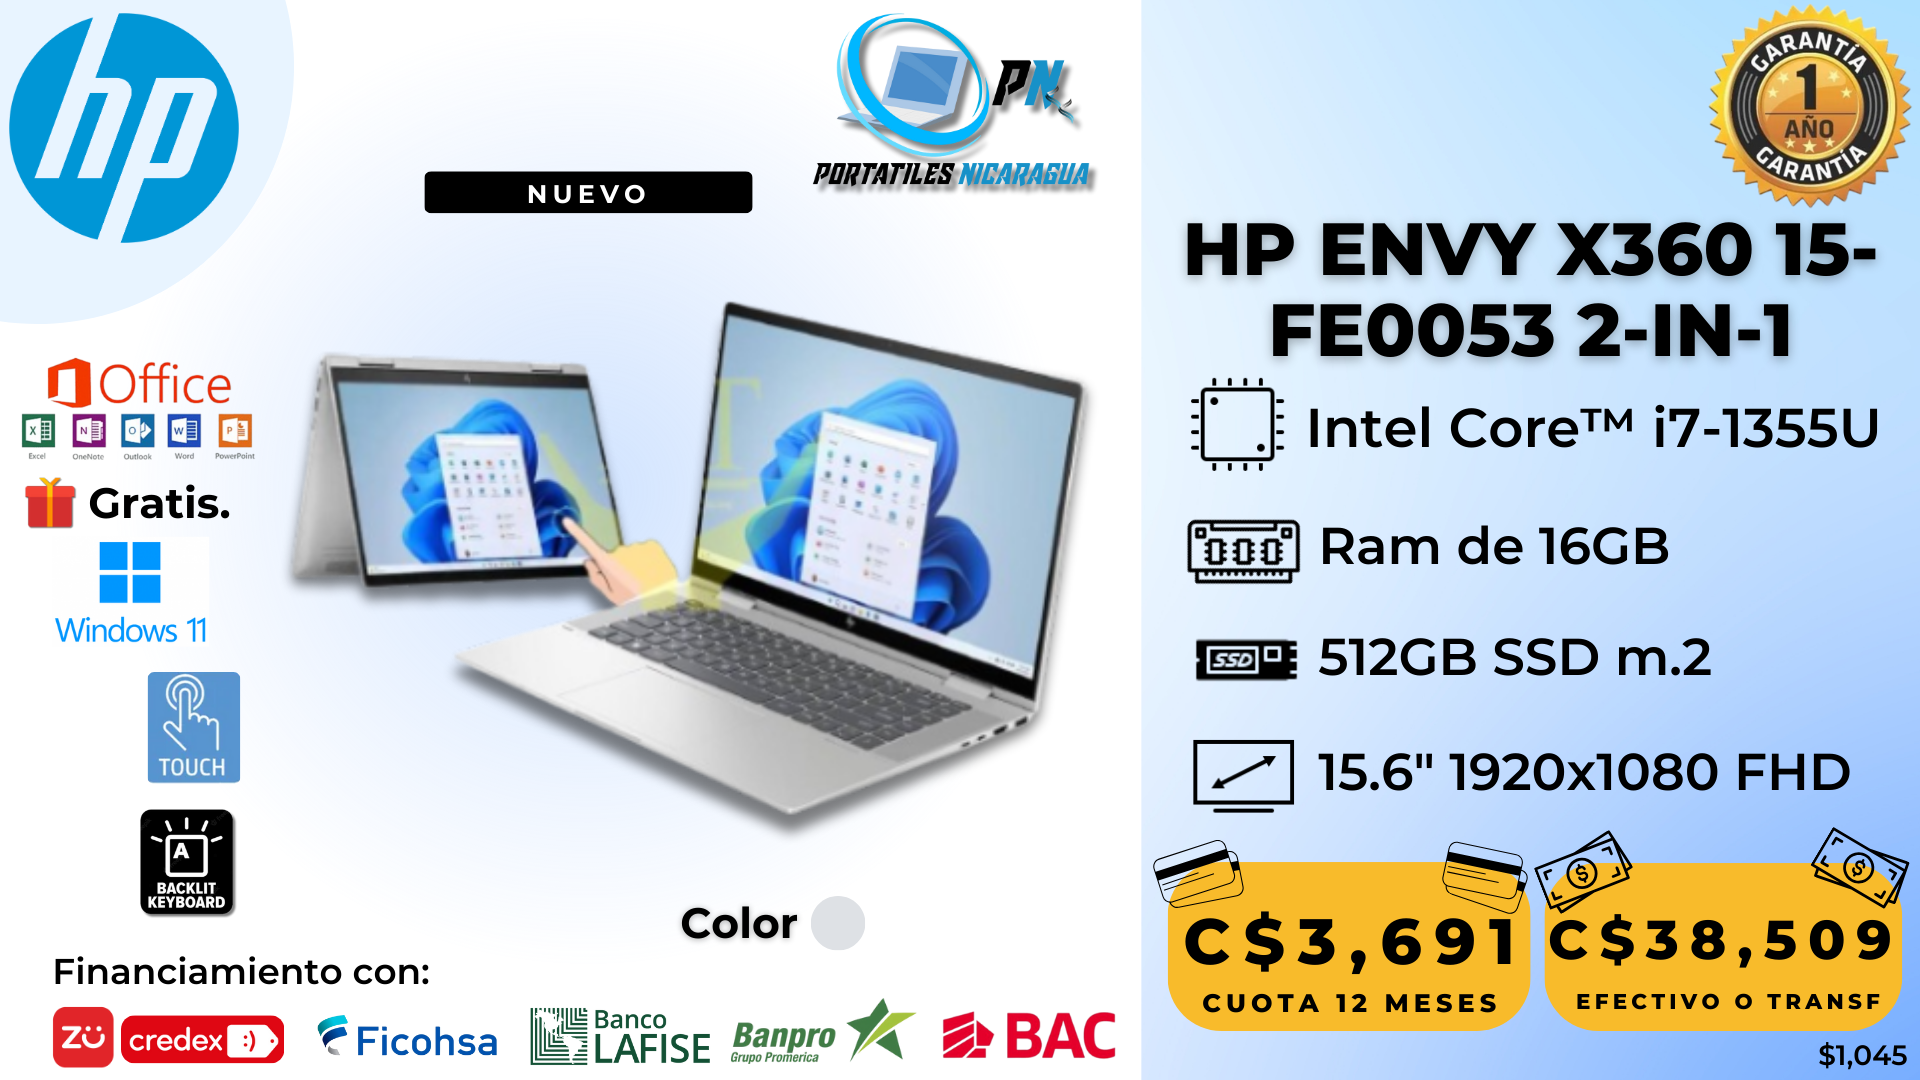 hp
PN
PORTATILES NICARAGUA
NUEVO
GARANTÍA
1
AÑO
GARANTÍA
HP ENVY X360 15-
FE0053 2-IN-1
Intel Core™ i7-1355U
Ram de 16GB
SSD
512GB SSD m.2
15.6" 1920x1080 FHD
Office
Excel
OneNote
Outlook
Word
PowerPoint
Gratis.
Windows 11
TOUCH
A
BACKLIT
KEYBOARD
Color
Financiamiento con:
zū
credex :)
Ficohsa
Banco
LAFISE
Banpro
Grupo Promerica
BAC
C$3,691
CUOTA 12 MESES
C$38,509
EFECTIVO O TRANSF
$1,045